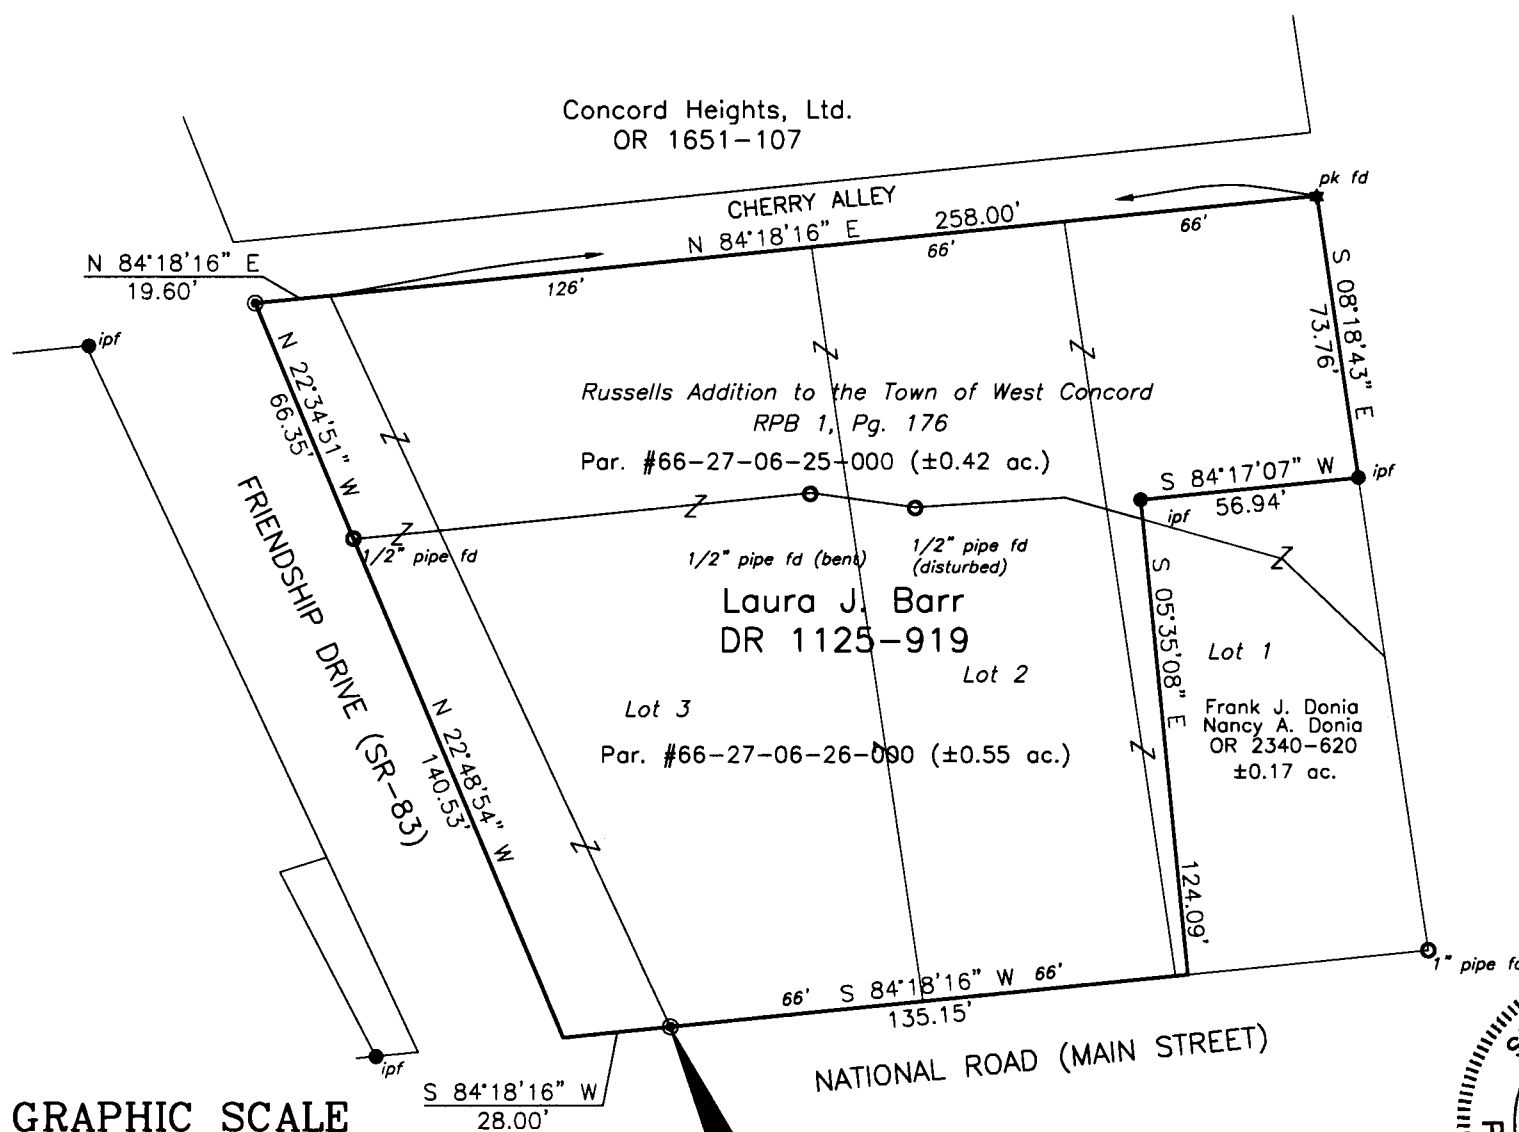 Concord Heights, Ltd.
OR 1651-107
pk fd
CHERRY ALLEY
N 84°18'16" E 258.00'
126'
66'
66'
N 84°18'16" E
19.60'
ipf
S 08°18'43" E
73.76'
N 22°34'51" W
66.35'
Russells Addition to the Town of West Concord
RPB 1, Pg. 176
Par. #66-27-06-25-000 (±0.42 ac.)
S 84°17'07" W
56.94'
ipf
ipf
1/2" pipe fd
1/2" pipe fd (bent)
1/2" pipe fd
(disturbed)
FRIENDSHIP DRIVE (SR-83)
Laura J. Barr
DR 1125-919
S 05°35'08" E
124.09'
Lot 1
Lot 2
Lot 3
Frank J. Donia
Nancy A. Donia
OR 2340-620
±0.17 ac.
N 22°48'54" W
140.53'
Par. #66-27-06-26-000 (±0.55 ac.)
1" pipe fd
66' S 84°18'16" W 66'
135.15'
NATIONAL ROAD (MAIN STREET)
ipf
S 84°18'16" W
28.00'
GRAPHIC SCALE